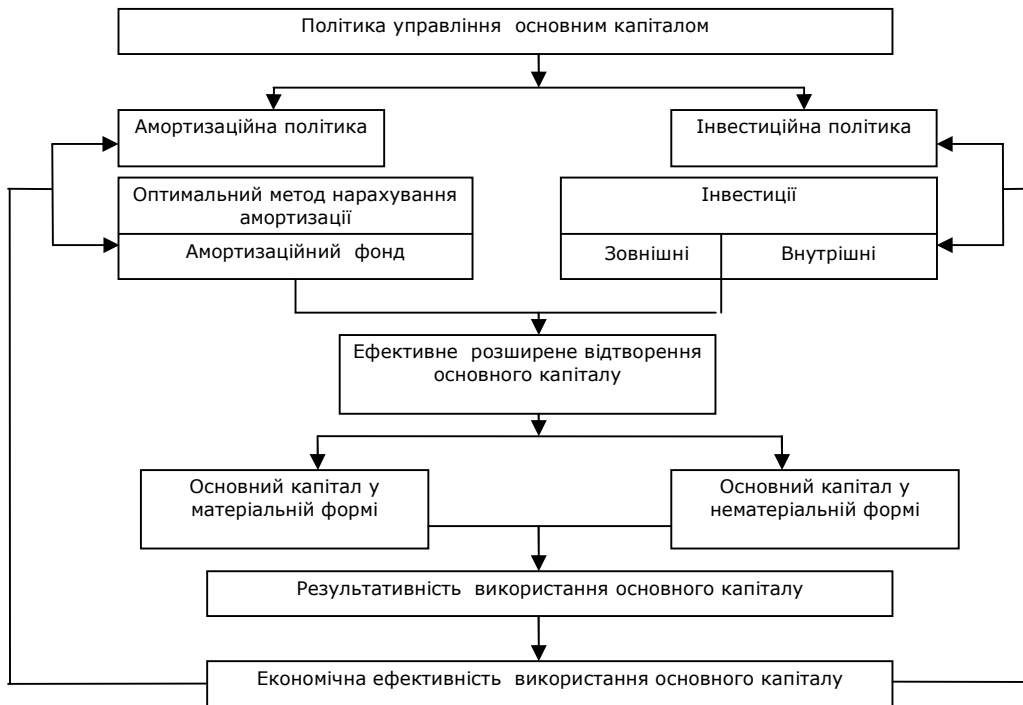 Політика управління основним капіталом
Амортизаційна політика
Інвестиційна політика
Оптимальний метод нарахування
амортизації
Амортизаційний фонд
Інвестиції
Зовнішні
Внутрішні
Ефективне розширене відтворення
основного капіталу
Основний капітал у
матеріальній формі
Основний капітал у
нематеріальній формі
Результативність використання основного капіталу
Економічна ефективність використання основного капіталу